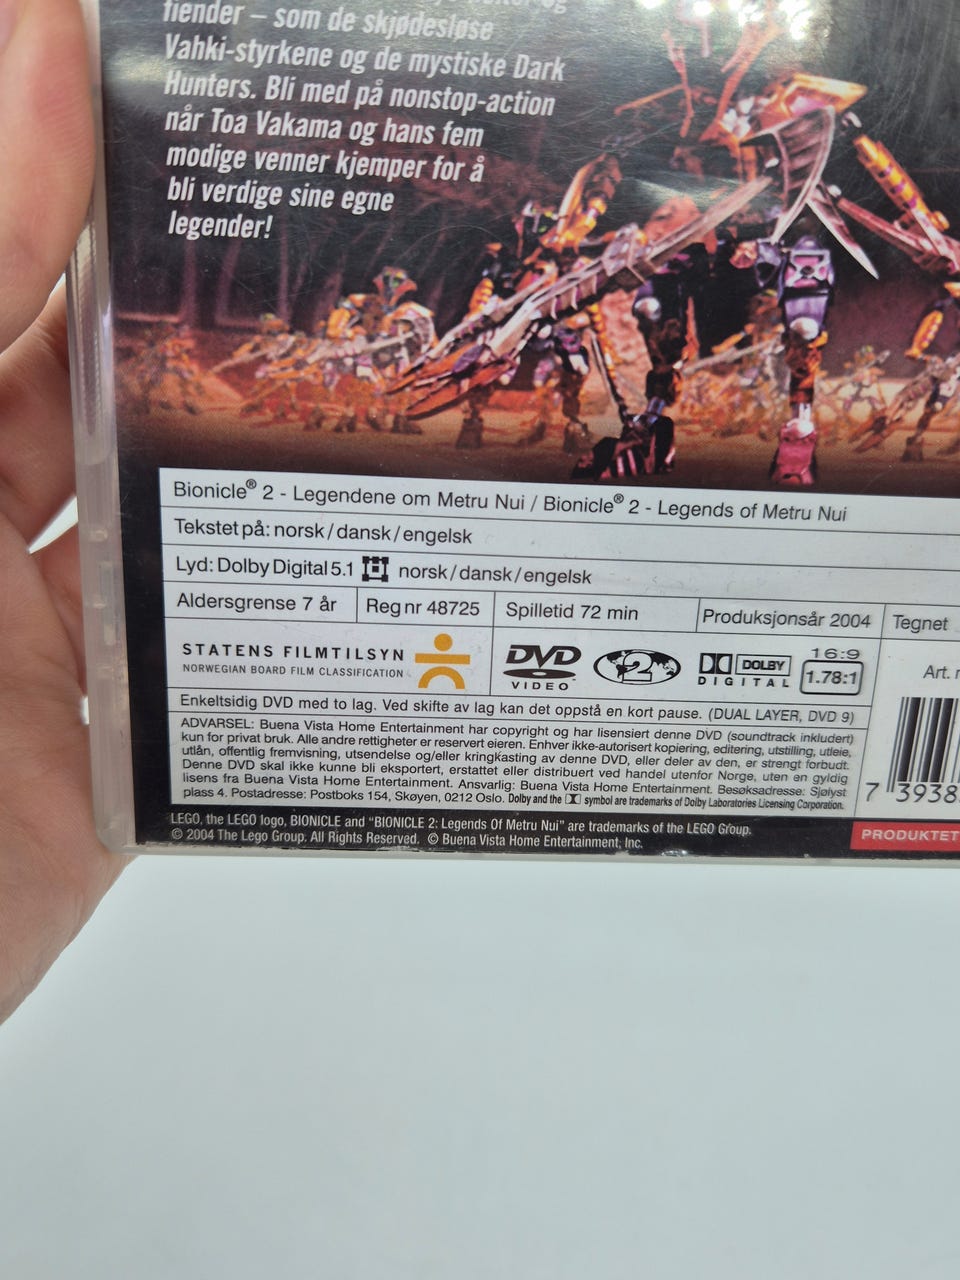 fiender – som de skjødesløse
Vahki-styrkene og de mystiske Dark
Hunters. Bli med på nonstop-action
når Toa Vakama og hans fem
modige venner kjemper for å
bli verdige sine egne
legender!
Bionicle® 2 - Legendene om Metru Nui / Bionicle® 2 - Legends of Metru Nui
Tekstet på: norsk/dansk/engelsk
Lyd: Dolby Digital 5.1 norsk/dansk/engelsk
Aldersgrense 7 år Reg nr 48725 Spilletid 72 min Produksjonsår 2004 Tegnet
STATENS FILMTILSYN
NORWEGIAN BOARD FILM CLASSIFICATION
DVD
VIDEO
2
DOLBY
DIGITAL
16:9
1.78:1
Art.
Enkeltsidig DVD med to lag. Ved skifte av lag kan det oppstå en kort pause. (DUAL LAYER, DVD 9)
ADVARSEL: Buena Vista Home Entertainment har copyright og har lisensiert denne DVD (soundtrack inkludert)
kun for privat bruk. Alle andre rettigheter er reservert eieren. Enhver ikke-autorisert kopiering, editering, utstilling, utleie,
utlån, offentlig fremvisning, utsendelse og/eller kringkasting av denne DVD, eller deler av den, er strengt forbudt.
Denne DVD skal ikke kunne bli eksportert, erstattet eller distribuert ved handel utenfor Norge, uten en gyldig
lisens fra Buena Vista Home Entertainment. Ansvarlig: Buena Vista Home Entertainment. Besøksadresse: Sjølyst
plass 4. Postadresse: Postboks 154, Skøyen, 0212 Oslo. Dolby and the symbol are trademarks of Dolby Laboratories Licensing Corporation.
7 3938
LEGO, the LEGO logo, BIONICLE and "BIONICLE 2: Legends Of Metru Nui" are trademarks of the LEGO Group.
© 2004 The Lego Group. All Rights Reserved. © Buena Vista Home Entertainment, Inc.
PRODUKTET